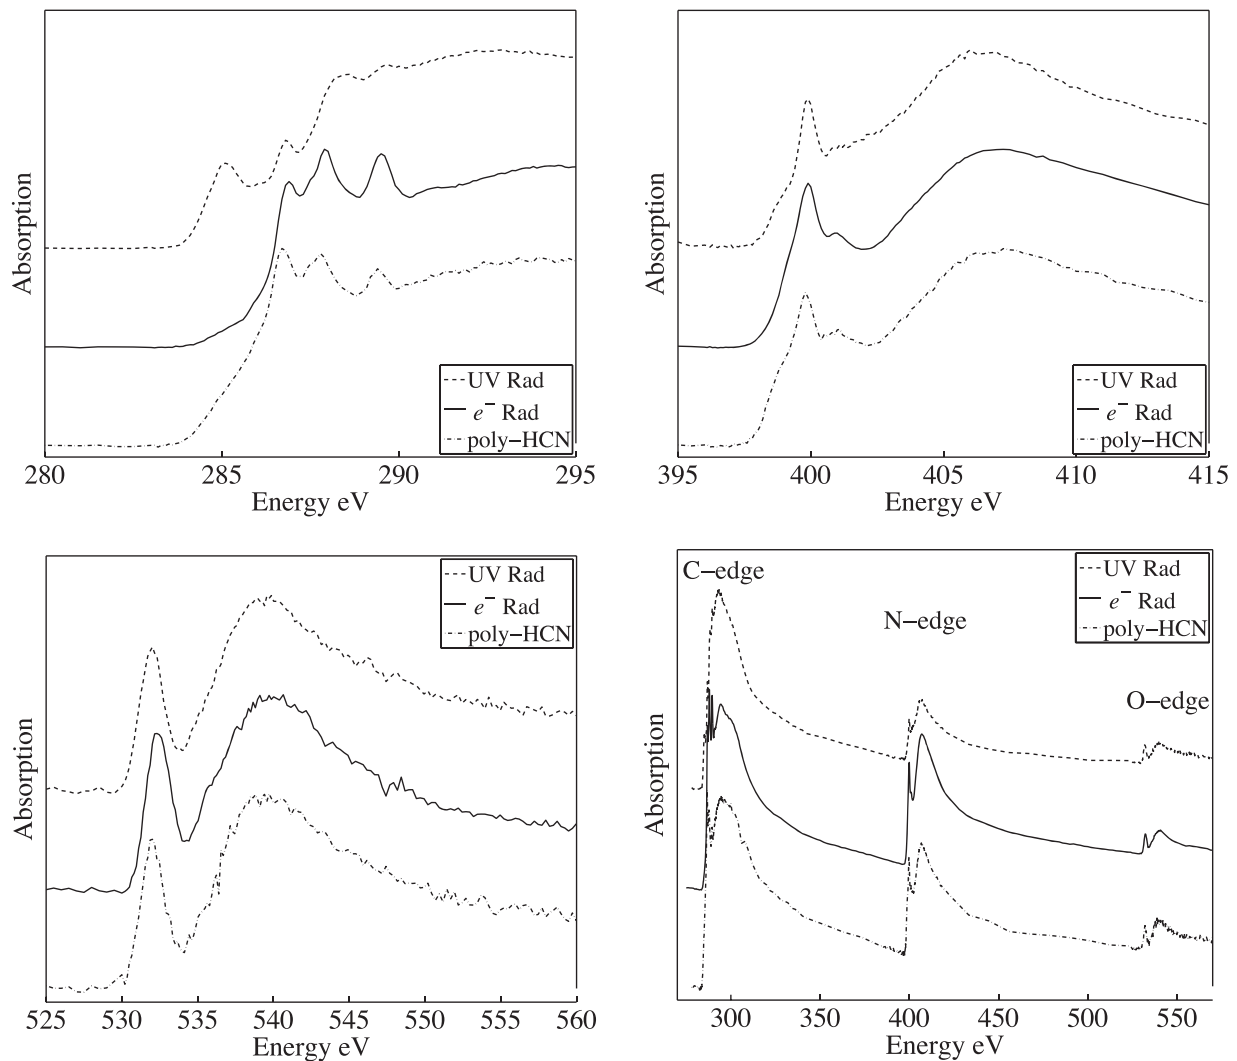 Absorption
UV Rad
e− Rad
poly−HCN
280 285 290 295
Energy eV
Absorption
UV Rad
e− Rad
poly−HCN
395 400 405 410 415
Energy eV
Absorption
UV Rad
e− Rad
poly−HCN
525 530 535 540 545 550 555 560
Energy eV
Absorption
C−edge
N−edge
O−edge
UV Rad
e− Rad
poly−HCN
300 350 400 450 500 550
Energy eV